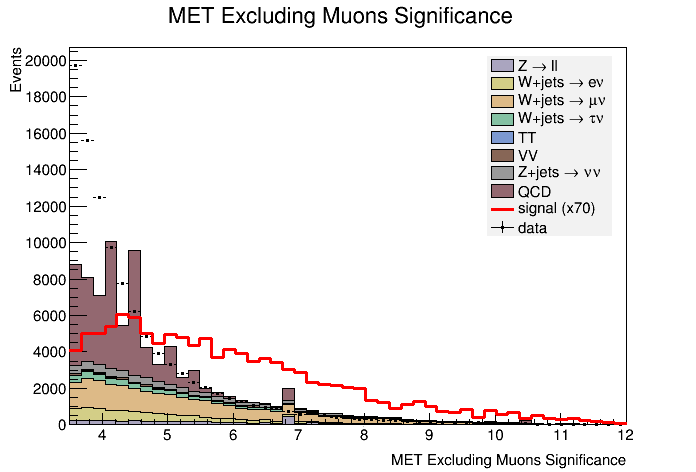 MET Excluding Muons Significance
Events
20000
18000
16000
14000
12000
10000
8000
6000
4000
2000
0
Z → ll
W+jets → eν
W+jets → μν
W+jets → τν
TT
VV
Z+jets → νν
QCD
signal (x70)
data
4 5 6 7 8 9 10 11 12
MET Excluding Muons Significance